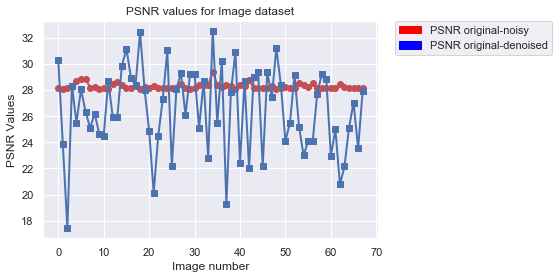 PSNR values for Image dataset
PSNR original-noisy
PSNR original-denoised
PSNR Values
32
30
28
26
24
22
20
18
0 10 20 30 40 50 60 70
Image number